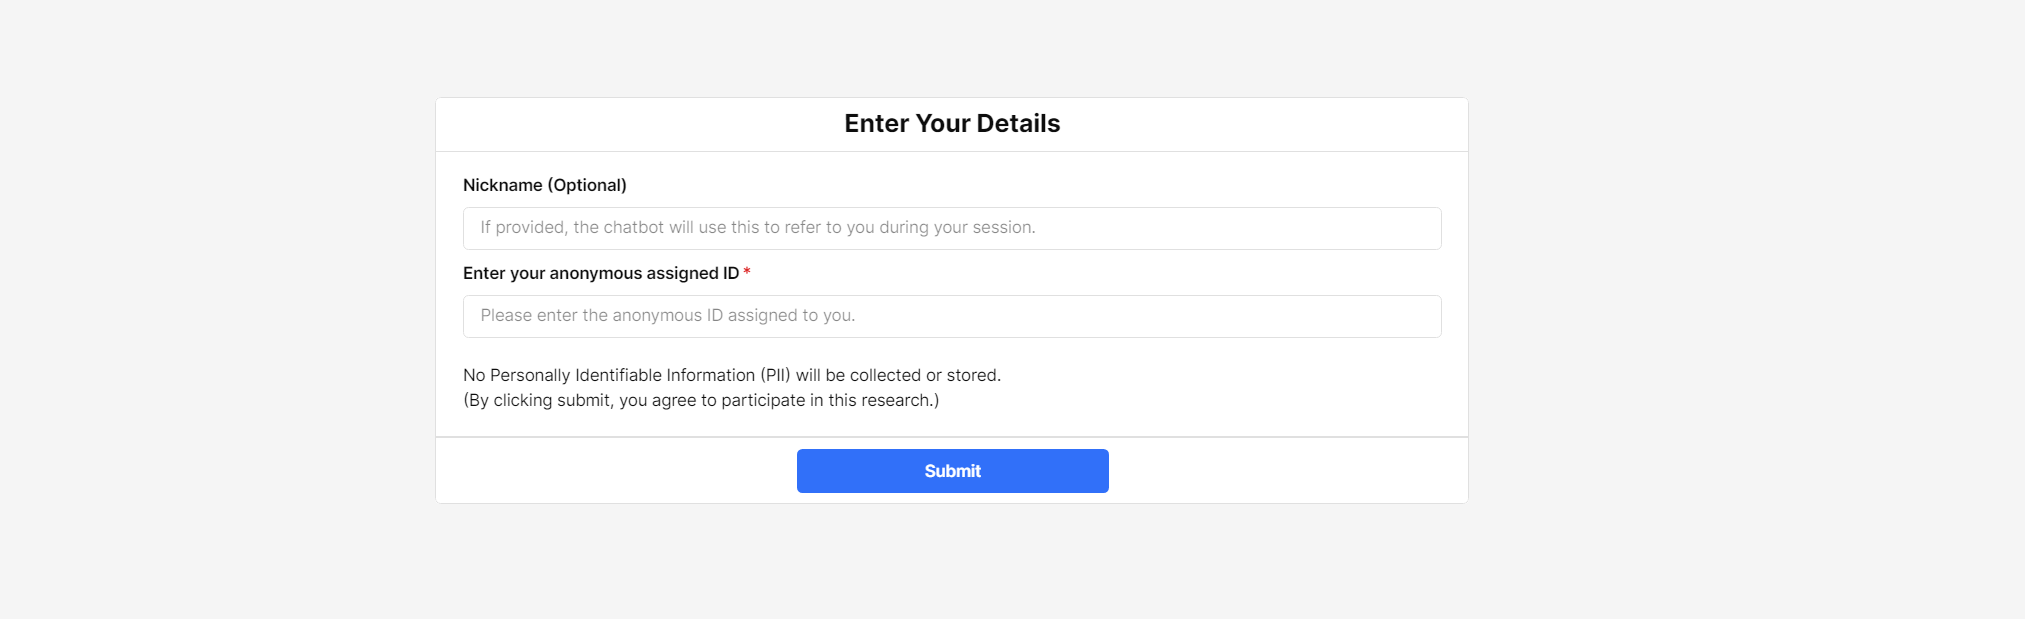 Enter Your Details
Nickname (Optional)
If provided, the chatbot will use this to refer to you during your session.
Enter your anonymous assigned ID *
Please enter the anonymous ID assigned to you.
No Personally Identifiable Information (PII) will be collected or stored.
(By clicking submit, you agree to participate in this research.)
Submit